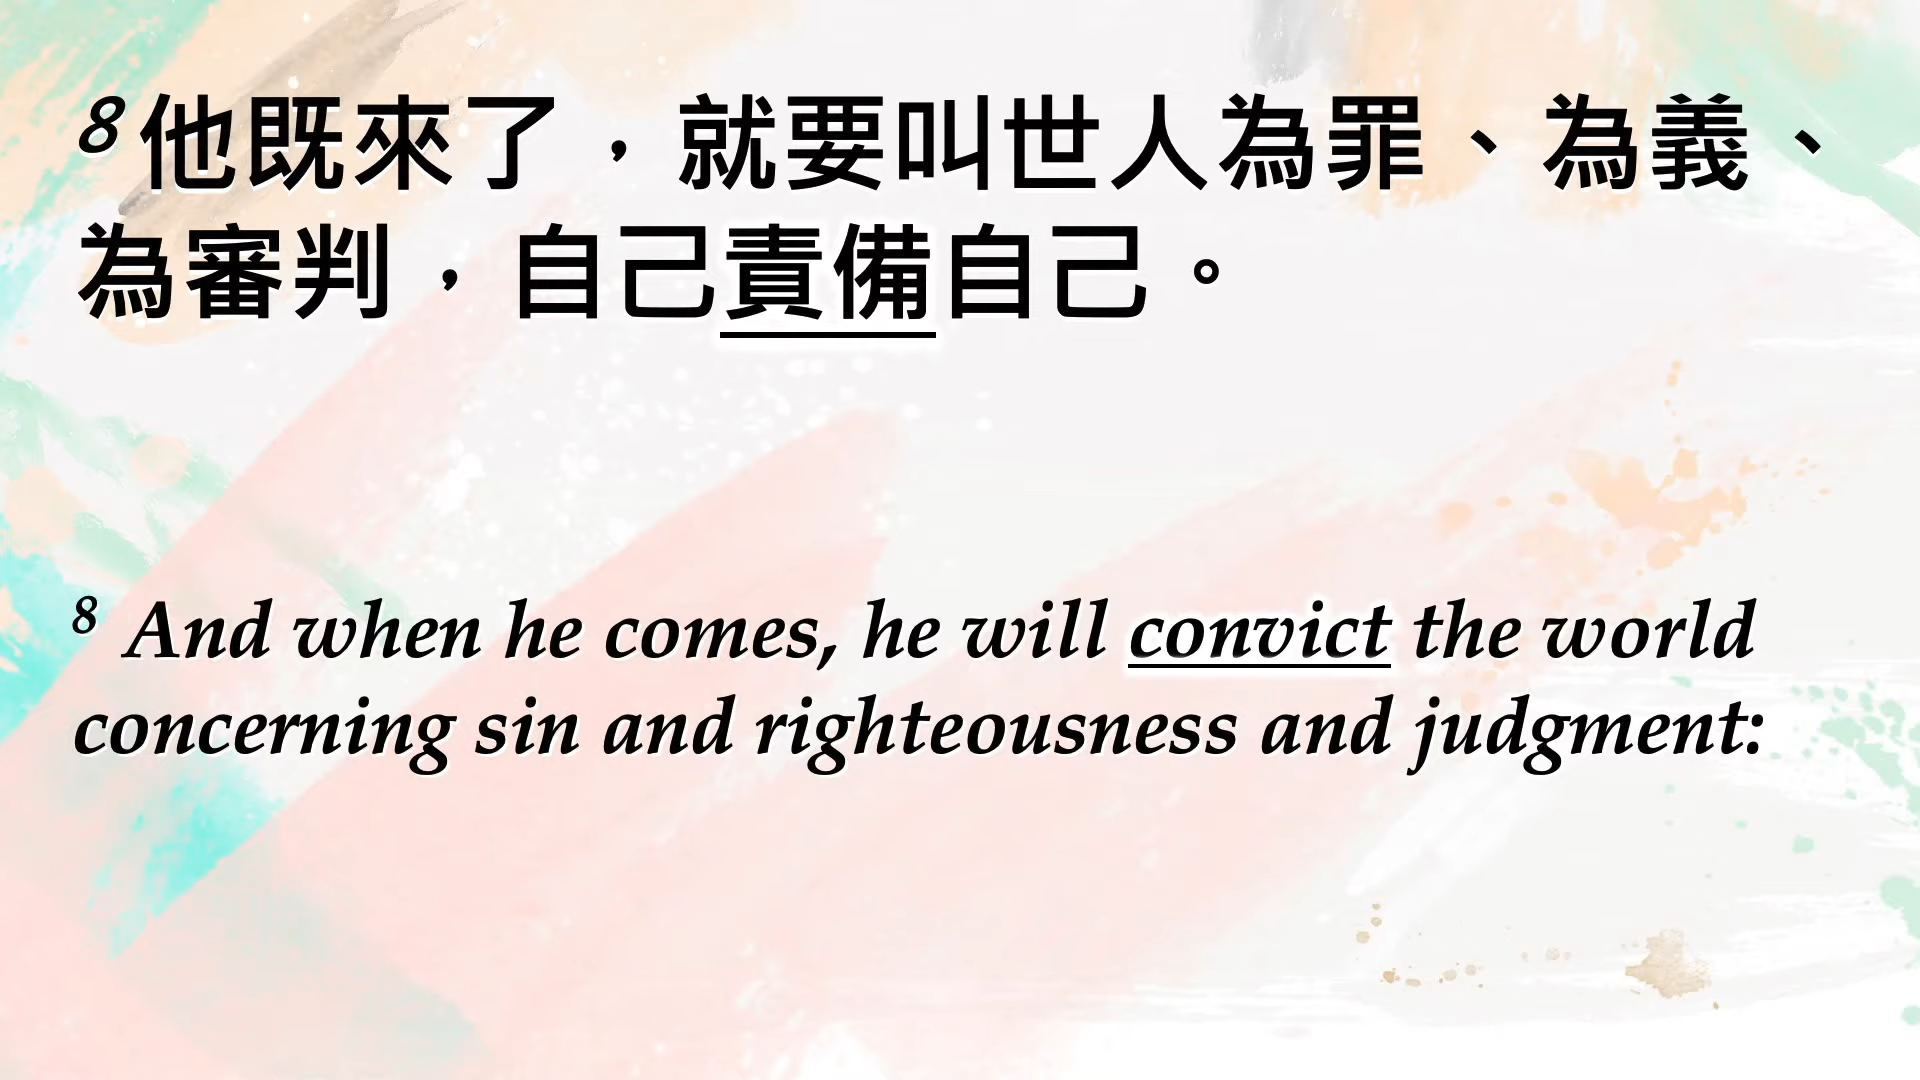 8 他既來了，就要叫世人為罪、為義、
為審判，自己責備自己。
8 And when he comes, he will convict the world
concerning sin and righteousness and judgment: